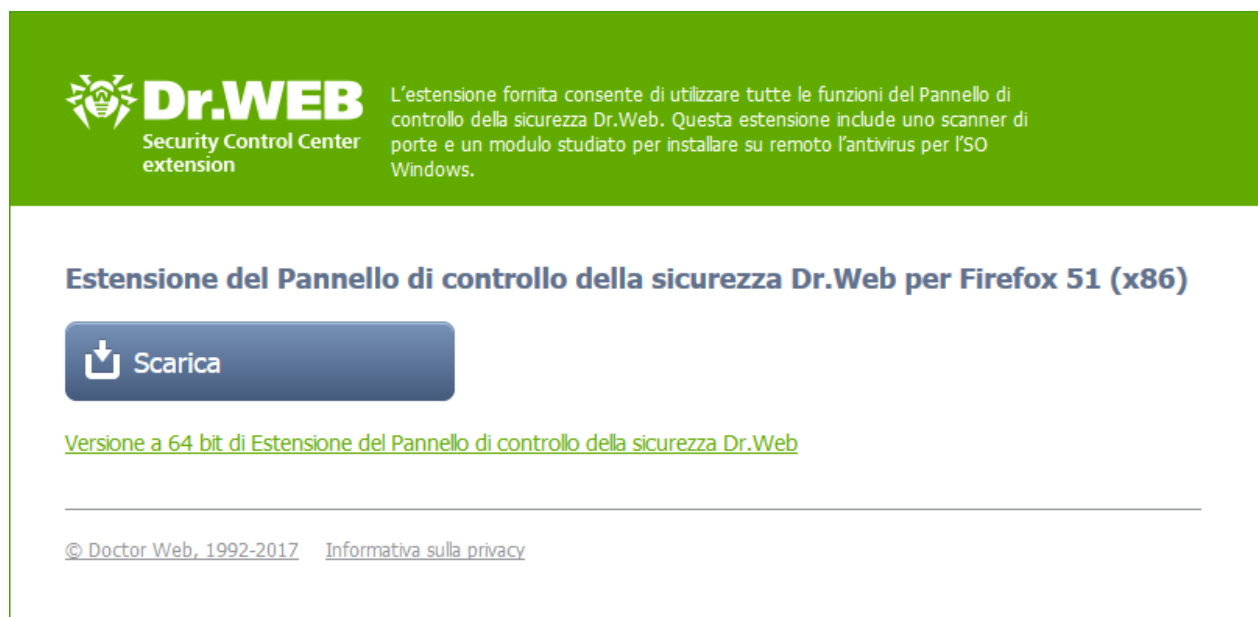 Dr.WEB
Security Control Center
extension
L'estensione fornita consente di utilizzare tutte le funzioni del Pannello di
controllo della sicurezza Dr.Web. Questa estensione include uno scanner di
porte e un modulo studiato per installare su remoto l'antivirus per l'SO
Windows.
Estensione del Pannello di controllo della sicurezza Dr.Web per Firefox 51 (x86)
Scarica
Versione a 64 bit di Estensione del Pannello di controllo della sicurezza Dr.Web
© Doctor Web, 1992-2017 Informativa sulla privacy